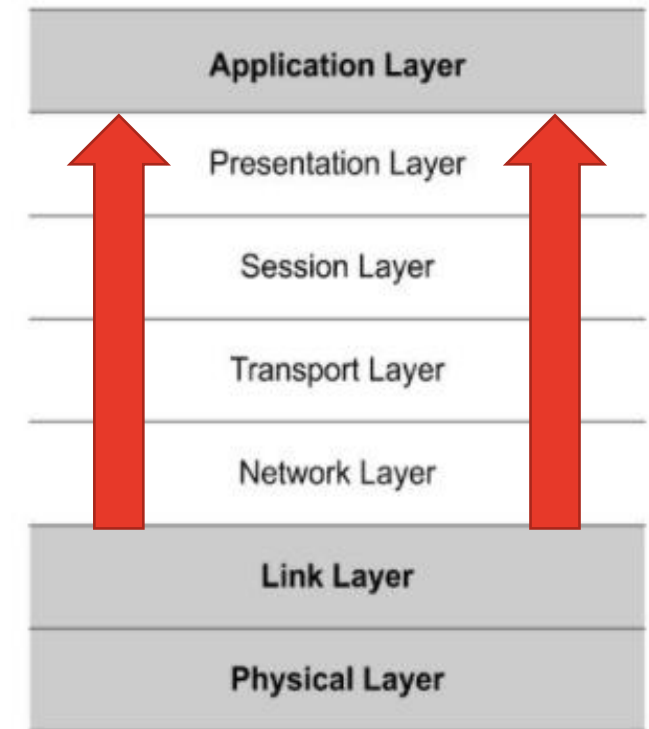 Application Layer
Presentation Layer
Session Layer
Transport Layer
Network Layer
Link Layer
Physical Layer